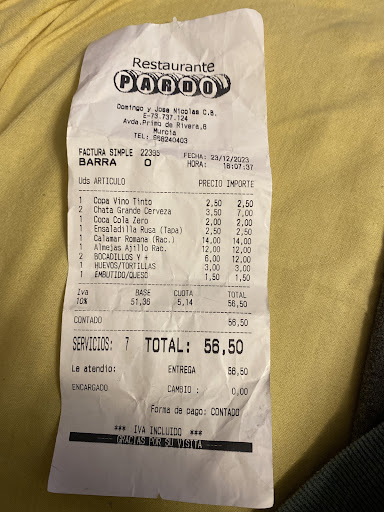 Restaurante
PARDO
Domingo y Jose Nicolas C.B.
E-73.737.124
Avda.Primo de Rivera,8
Murcia
TEL: 968240403
FACTURA SIMPLE 22335 FECHA: 23/12/2023
BARRA 0 HORA: 16:07:37
Uds ARTICULO PRECIO IMPORTE
1 Copa Vino Tinto 2,50 2,50
2 Chata Grande Cerveza 3,50 7,00
1 Coca Cola Zero 2,00 2,00
1 Ensaladilla Rusa (Tapa) 2,50 2,50
1 Calamar Romana (Rac.) 14,00 14,00
1 Almejas Ajillo Rac. 12,00 12,00
2 BOCADILLOS Y + 6,00 12,00
1 HUEVOS/TORTILLAS 3,00 3,00
1 EMBUTIDO/QUESO 1,50 1,50
Iva BASE CUOTA TOTAL
10% 51,36 5,14 56,50
CONTADO 56,50
SERVICIOS: 7 TOTAL: 56,50
Le atendio: ENTREGA 56,50
ENCARGADO CAMBIO : 0,00
Forma de pago: CONTADO
*** IVA INCLUIDO ***
GRACIAS POR SU VISITA